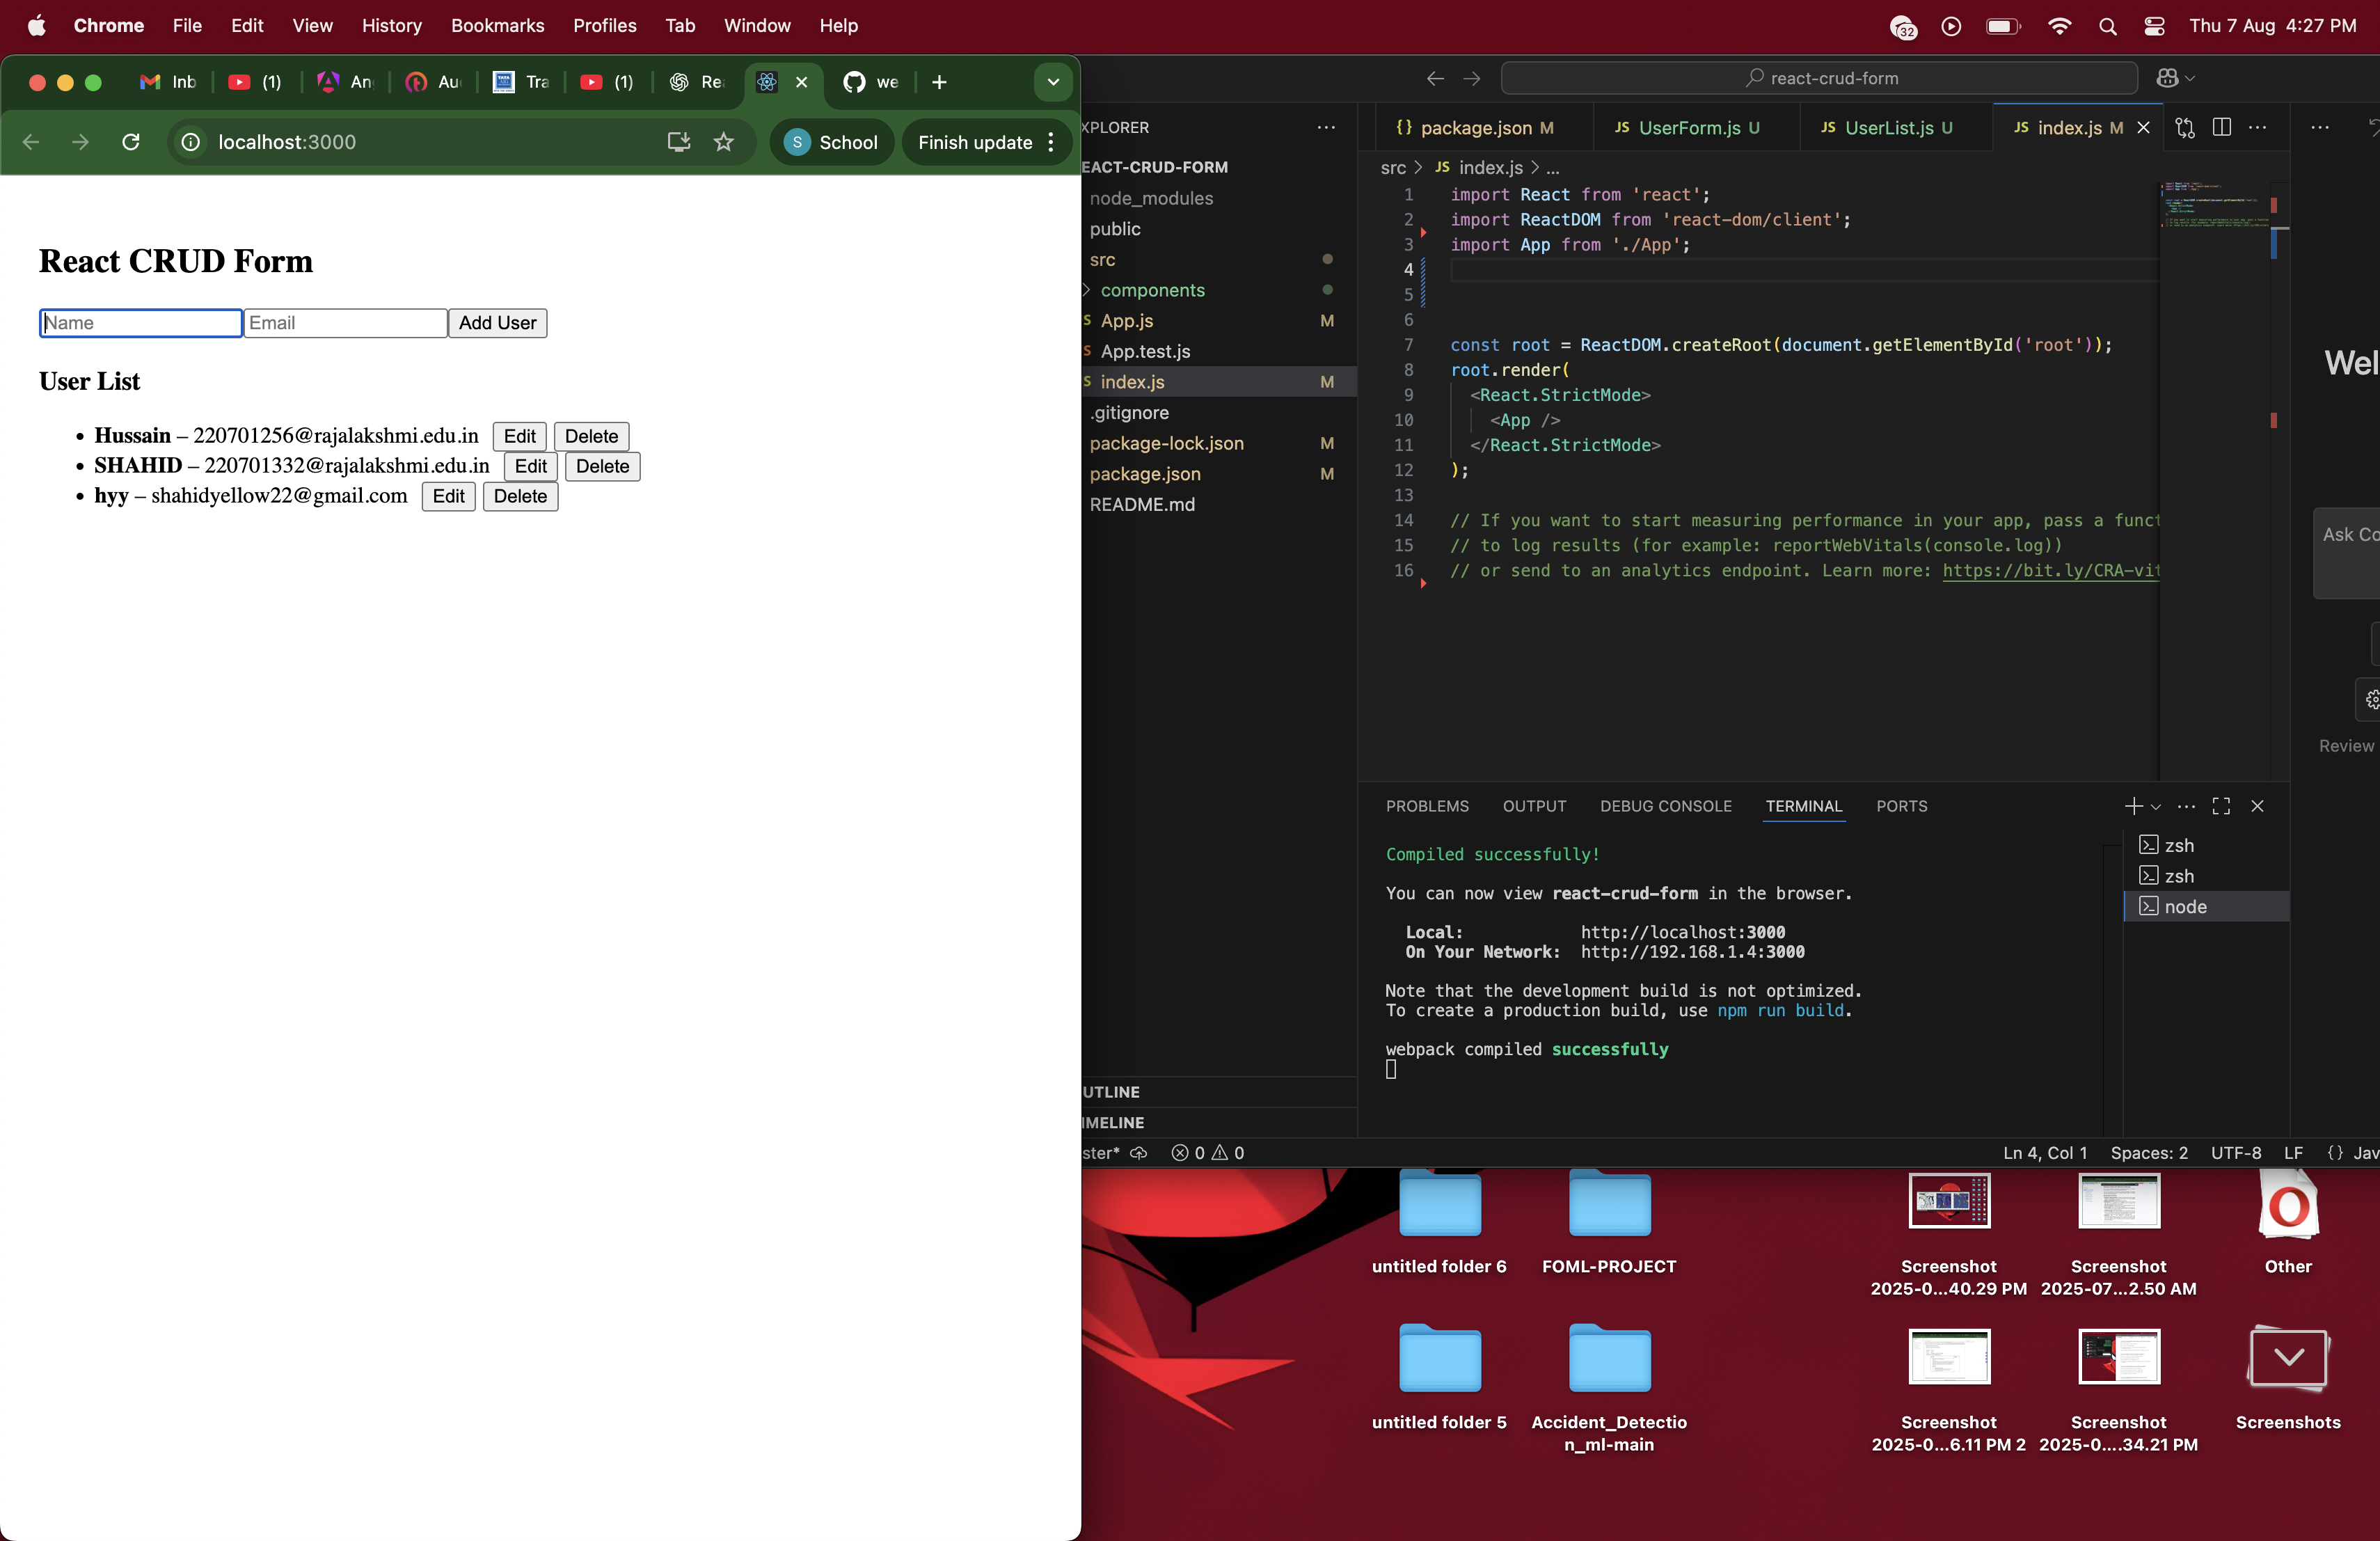 Chrome File Edit View History Bookmarks Profiles Tab Window Help
32
Thu 7 Aug 4:27 PM
Inb
(1)
An
Au
Tra
(1)
Rea
we
localhost:3000
S School
Finish update
React CRUD Form
Name
Email
Add User
User List
Hussain – 220701256@rajalakshmi.edu.in Edit Delete
SHAHID – 220701332@rajalakshmi.edu.in Edit Delete
hyy – shahidyellow22@gmail.com Edit Delete
react-crud-form
XPLORER
EACT-CRUD-FORM
node_modules
public
src
components
App.js M
App.test.js
index.js M
.gitignore
package-lock.json M
package.json M
README.md
UTLINE
IMELINE
{} package.json M
JS UserForm.js U
JS UserList.js U
JS index.js M
src > JS index.js > ...
1 import React from 'react';
2 import ReactDOM from 'react-dom/client';
3 import App from './App';
4
5
6
7 const root = ReactDOM.createRoot(document.getElementById('root'));
8 root.render(
9 <React.StrictMode>
10 <App />
11 </React.StrictMode>
12 );
13
14 // If you want to start measuring performance in your app, pass a funct
15 // to log results (for example: reportWebVitals(console.log))
16 // or send to an analytics endpoint. Learn more: https://bit.ly/CRA-vit
Wel
Ask Co
Review
PROBLEMS OUTPUT DEBUG CONSOLE TERMINAL PORTS
Compiled successfully!
You can now view react-crud-form in the browser.
Local: http://localhost:3000
On Your Network: http://192.168.1.4:3000
Note that the development build is not optimized.
To create a production build, use npm run build.
webpack compiled successfully
zsh
zsh
node
ster* 0 0
Ln 4, Col 1 Spaces: 2 UTF-8 LF {} Jav
untitled folder 6
FOML-PROJECT
Screenshot
2025-0...40.29 PM
Screenshot
2025-07...2.50 AM
Other
untitled folder 5
Accident_Detectio
n_ml-main
Screenshot
2025-0...6.11 PM 2
Screenshot
2025-0....34.21 PM
Screenshots